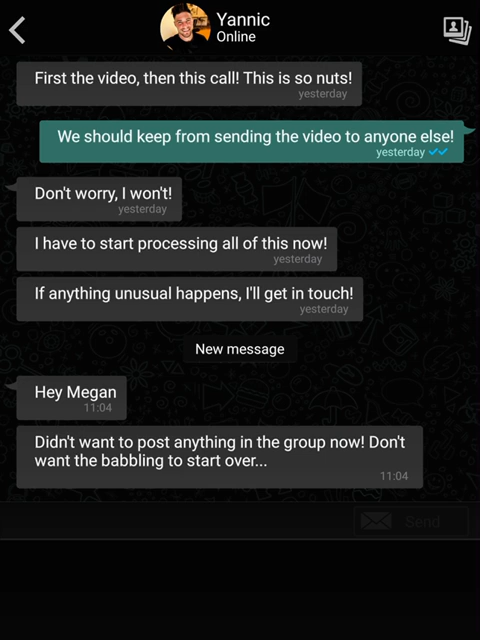 Yannic
Online
First the video, then this call! This is so nuts!
yesterday
We should keep from sending the video to anyone else!
yesterday
Don't worry, I won't!
yesterday
I have to start processing all of this now!
yesterday
If anything unusual happens, I'll get in touch!
yesterday
New message
Hey Megan
11:04
Didn't want to post anything in the group now! Don't
want the babbling to start over...
11:04
Send